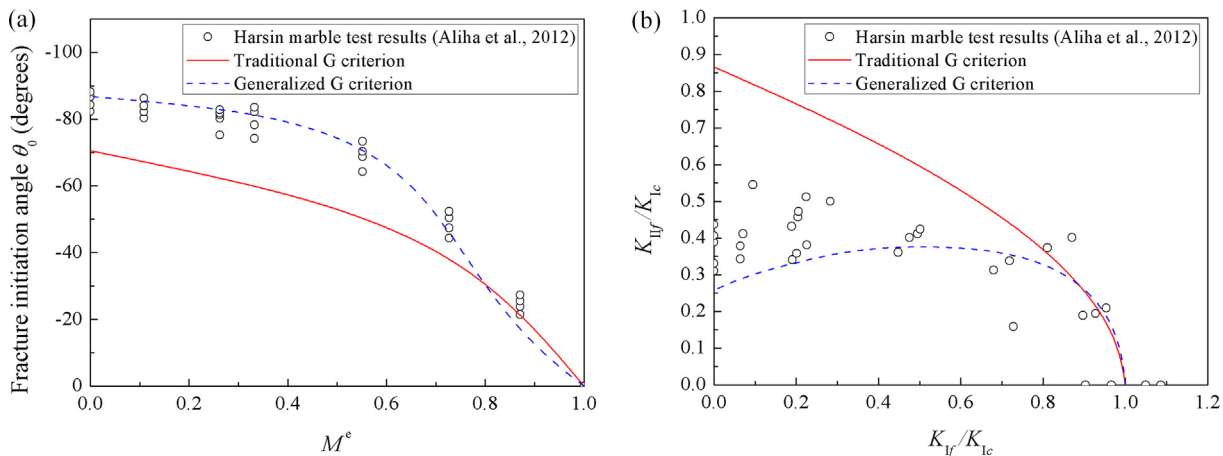 (a)
Fracture initiation angle θ₀ (degrees)
-100
-80
-60
-40
-20
0
Harsin marble test results (Aliha et al., 2012)
Traditional G criterion
Generalized G criterion
0.0 0.2 0.4 0.6 0.8 1.0
Mᵉ
(b)
K_IIf/K_Ic
1.0
0.9
0.8
0.7
0.6
0.5
0.4
0.3
0.2
0.1
0.0
Harsin marble test results (Aliha et al., 2012)
Traditional G criterion
Generalized G criterion
0.0 0.2 0.4 0.6 0.8 1.0 1.2
K_If/K_Ic